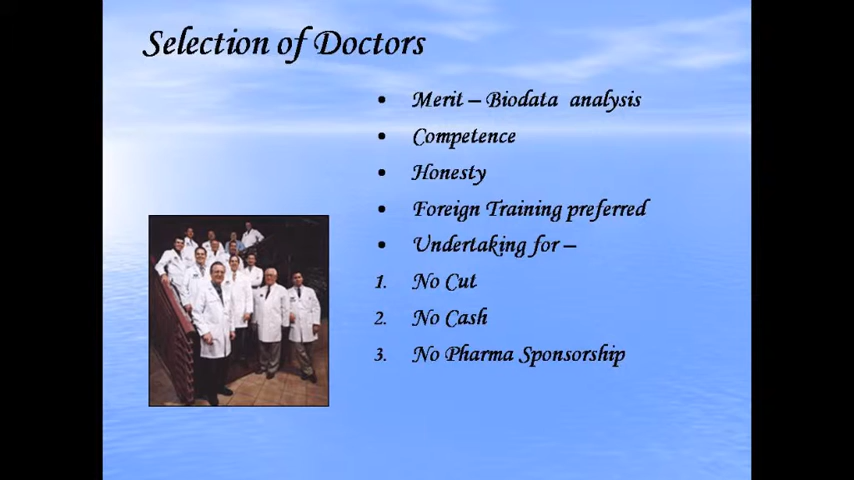 Selection of Doctors
• Merit – Biodata analysis
• Competence
• Honesty
• Foreign Training preferred
• Undertaking for –
1. No Cut
2. No Cash
3. No Pharma Sponsorship